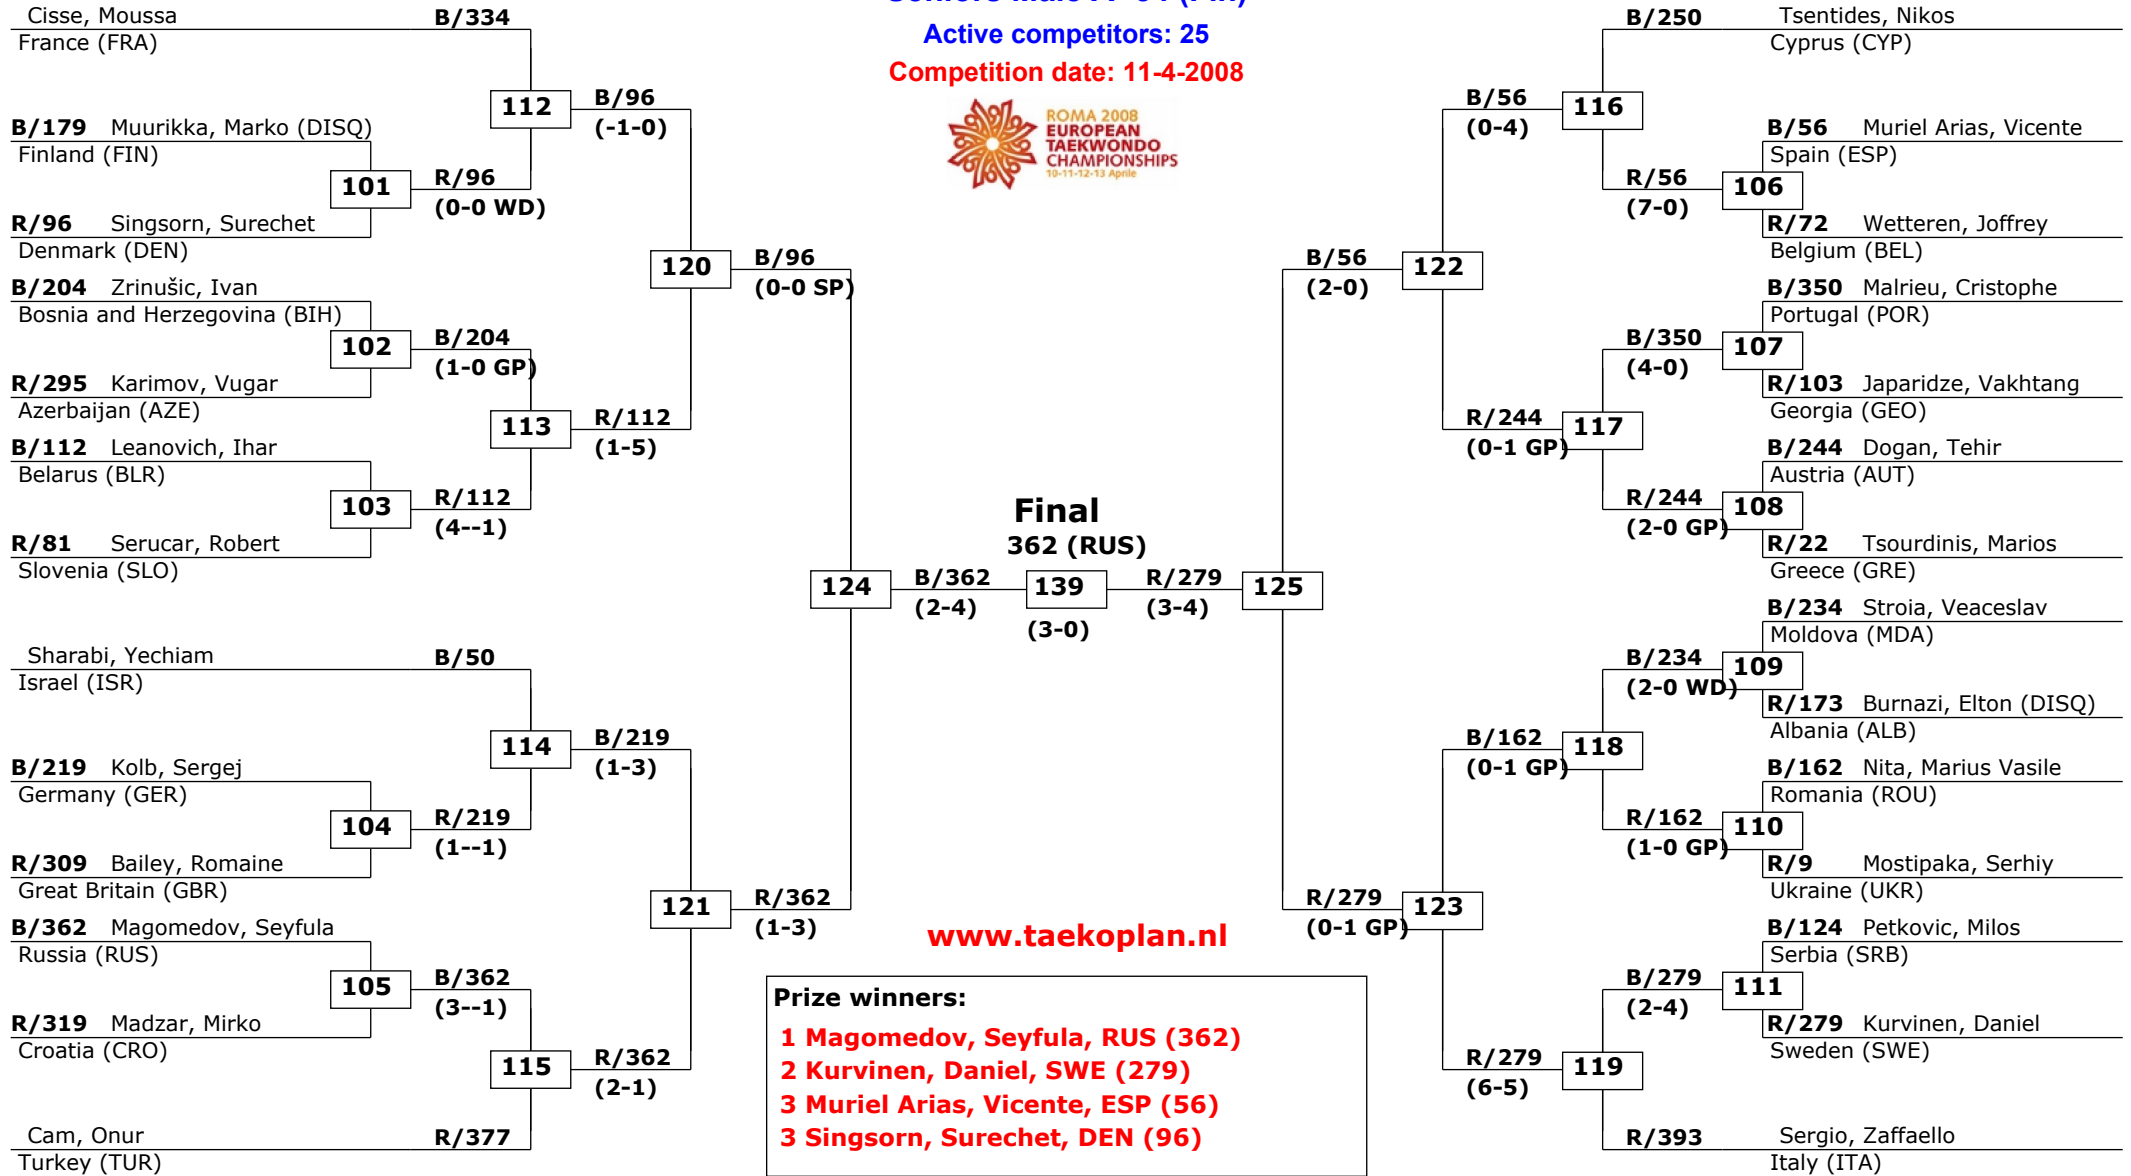 Active competitors: 25
Competition date: 11-4-2008
ROMA 2008
EUROPEAN
TAEKWONDO
CHAMPIONSHIPS
10-11-12-13 Aprile
Cisse, Moussa B/334
France (FRA)
B/179 Muurikka, Marko (DISQ)
Finland (FIN)
101
R/96 Singsorn, Surechet
Denmark (DEN)
R/96
(0-0 WD)
112
B/96
(-1-0)
B/204 Zrinušic, Ivan
Bosnia and Herzegovina (BIH)
102
R/295 Karimov, Vugar
Azerbaijan (AZE)
B/204
(1-0 GP)
B/112 Leanovich, Ihar
Belarus (BLR)
103
R/81 Serucar, Robert
Slovenia (SLO)
R/112
(4--1)
113
R/112
(1-5)
120
B/96
(0-0 SP)
Sharabi, Yechiam B/50
Israel (ISR)
B/219 Kolb, Sergej
Germany (GER)
104
R/309 Bailey, Romaine
Great Britain (GBR)
R/219
(1--1)
114
B/219
(1-3)
B/362 Magomedov, Seyfula
Russia (RUS)
105
R/319 Madzar, Mirko
Croatia (CRO)
B/362
(3--1)
115
R/362
(2-1)
Cam, Onur R/377
Turkey (TUR)
121
R/362
(1-3)
124
B/362
(2-4)
Final
362 (RUS)
139
(3-0)
R/279
(3-4)
125
B/56
(2-0)
122
B/56
(0-4)
116
B/250 Tsentides, Nikos
Cyprus (CYP)
R/56
(7-0)
106
B/56 Muriel Arias, Vicente
Spain (ESP)
R/72 Wetteren, Joffrey
Belgium (BEL)
R/244
(0-1 GP)
117
B/350
(4-0)
107
B/350 Malrieu, Cristophe
Portugal (POR)
R/103 Japaridze, Vakhtang
Georgia (GEO)
R/244
(2-0 GP)
108
B/244 Dogan, Tehir
Austria (AUT)
R/22 Tsourdinis, Marios
Greece (GRE)
R/279
(0-1 GP)
123
B/162
(0-1 GP)
118
B/234
(2-0 WD)
109
B/234 Stroia, Veaceslav
Moldova (MDA)
R/173 Burnazi, Elton (DISQ)
Albania (ALB)
R/162
(1-0 GP)
110
B/162 Nita, Marius Vasile
Romania (ROU)
R/9 Mostipaka, Serhiy
Ukraine (UKR)
R/279
(6-5)
119
B/279
(2-4)
111
B/124 Petkovic, Milos
Serbia (SRB)
R/279 Kurvinen, Daniel
Sweden (SWE)
R/393 Sergio, Zaffaello
Italy (ITA)
www.taekoplan.nl
Prize winners:
1 Magomedov, Seyfula, RUS (362)
2 Kurvinen, Daniel, SWE (279)
3 Muriel Arias, Vicente, ESP (56)
3 Singsorn, Surechet, DEN (96)